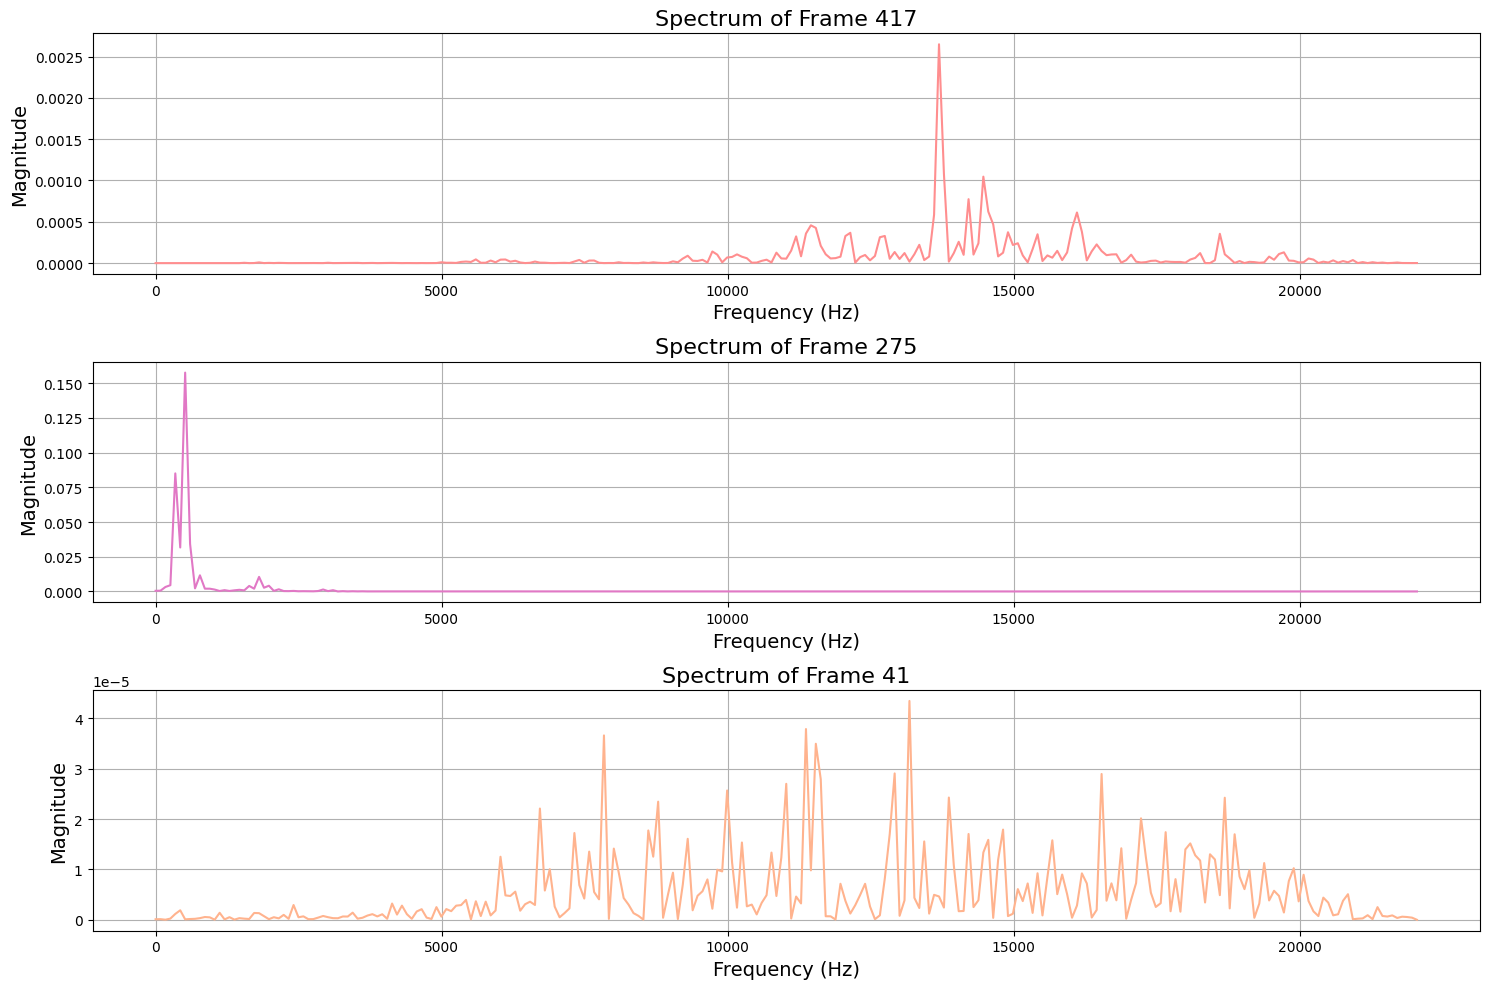 Spectrum of Frame 417
Magnitude
0.0025
0.0020
0.0015
0.0010
0.0005
0.0000
0 5000 10000 15000 20000
Frequency (Hz)
Spectrum of Frame 275
Magnitude
0.150
0.125
0.100
0.075
0.050
0.025
0.000
0 5000 10000 15000 20000
Frequency (Hz)
Spectrum of Frame 41
1e−5
Magnitude
4
3
2
1
0
0 5000 10000 15000 20000
Frequency (Hz)